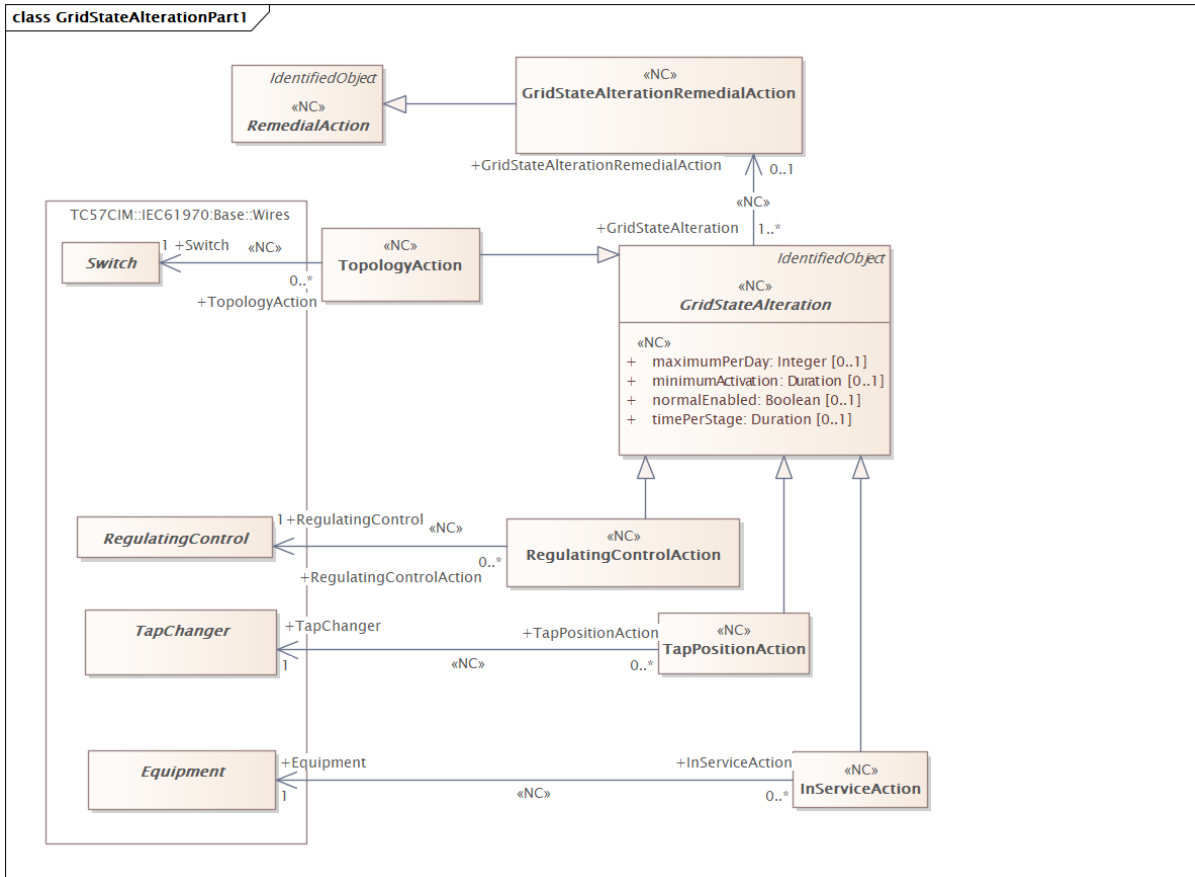 class GridStateAlterationPart1
IdentifiedObject
«NC»
RemedialAction
«NC»
GridStateAlterationRemedialAction
+GridStateAlterationRemedialAction
0..1
«NC»
+GridStateAlteration
1..*
TC57CIM::IEC61970:Base::Wires
Switch
1 +Switch
«NC»
0..*
+TopologyAction
«NC»
TopologyAction
IdentifiedObject
«NC»
GridStateAlteration
«NC»
+ maximumPerDay: Integer [0..1]
+ minimumActivation: Duration [0..1]
+ normalEnabled: Boolean [0..1]
+ timePerStage: Duration [0..1]
RegulatingControl
1 +RegulatingControl
«NC»
0..*
+RegulatingControlAction
«NC»
RegulatingControlAction
TapChanger
+TapChanger
1
«NC»
+TapPositionAction
0..*
«NC»
TapPositionAction
Equipment
+Equipment
1
«NC»
+InServiceAction
0..*
«NC»
InServiceAction